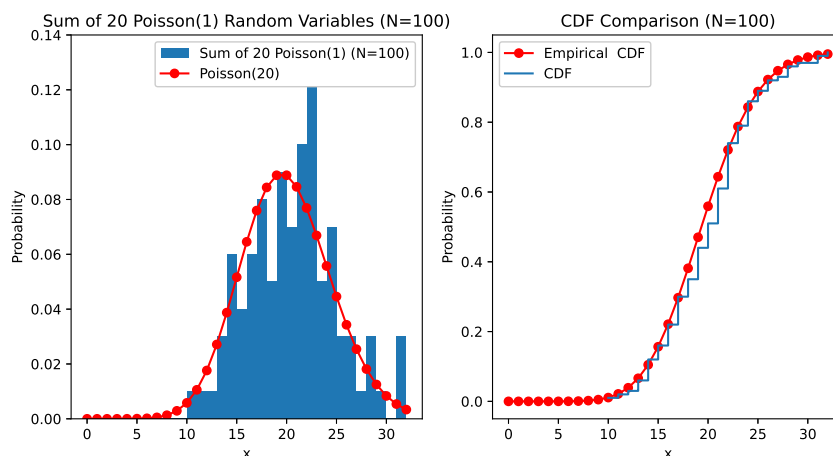 Sum of 20 Poisson(1) Random Variables (N=100)
0.14
0.12
0.10
0.08
0.06
0.04
0.02
0.00
Probability
Sum of 20 Poisson(1) (N=100)
Poisson(20)
0 5 10 15 20 25 30
x
CDF Comparison (N=100)
1.0
0.8
0.6
0.4
0.2
0.0
Probability
Empirical CDF
CDF
0 5 10 15 20 25 30
x